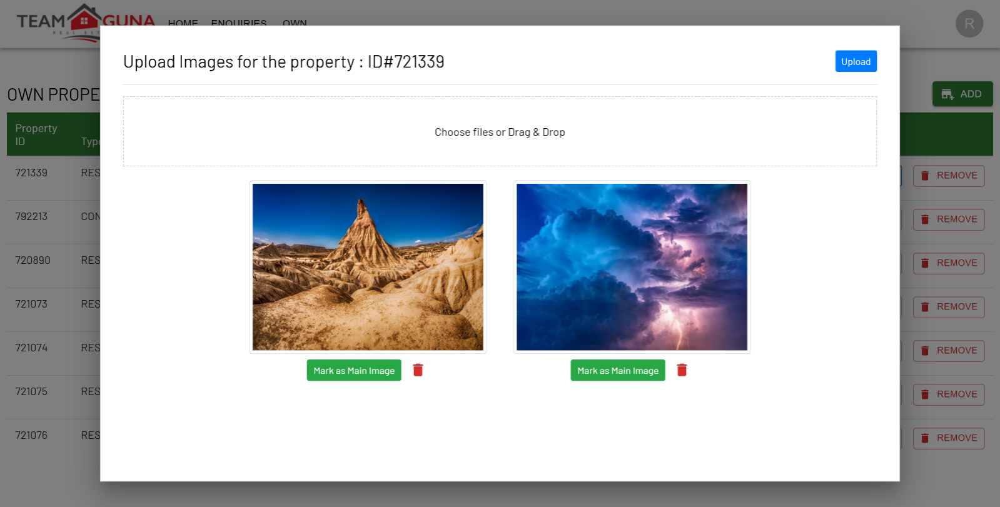 TEAM GUNA
REAL EST
HOME ENQUIRIES OWN
R
Upload Images for the property : ID#721339
Upload
OWN PROPE
ADD
Choose files or Drag & Drop
Property
ID
Type
721339 RES REMOVE
792213 CON REMOVE
720890 RES REMOVE
721073 RES REMOVE
721074 RES REMOVE
721075 RES REMOVE
721076 RES REMOVE
Mark as Main Image
Mark as Main Image